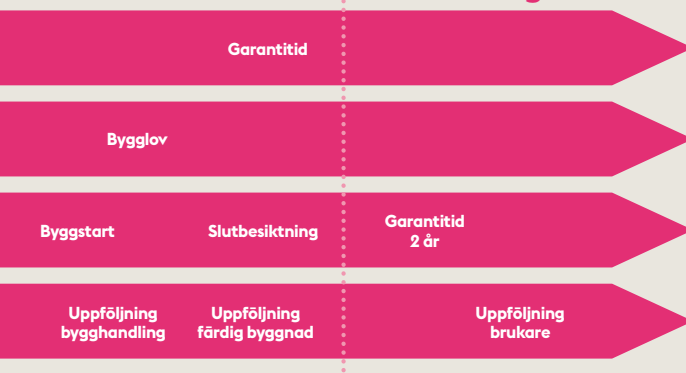 Garantitid
Bygglov
Byggstart
Slutbesiktning
Garantitid
2 år
Uppföljning
bygghandling
Uppföljning
färdig byggnad
Uppföljning
brukare